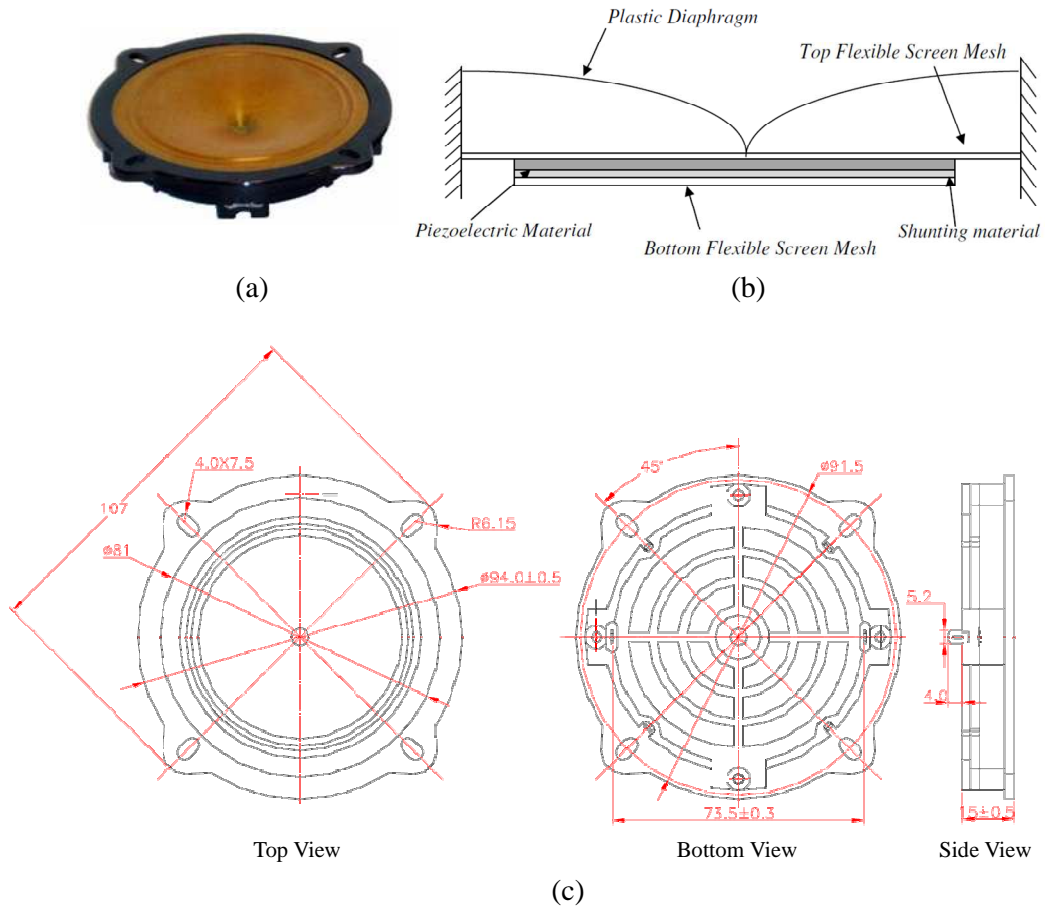 Plastic Diaphragm
Top Flexible Screen Mesh
Piezoelectric Material
Shunting material
Bottom Flexible Screen Mesh
(a)
(b)
107
4.0X7.5
R6.15
ø81
ø94.0±0.5
45°
ø91.5
5.2
4.0
73.5±0.3
15±0.5
Top View
Bottom View
Side View
(c)